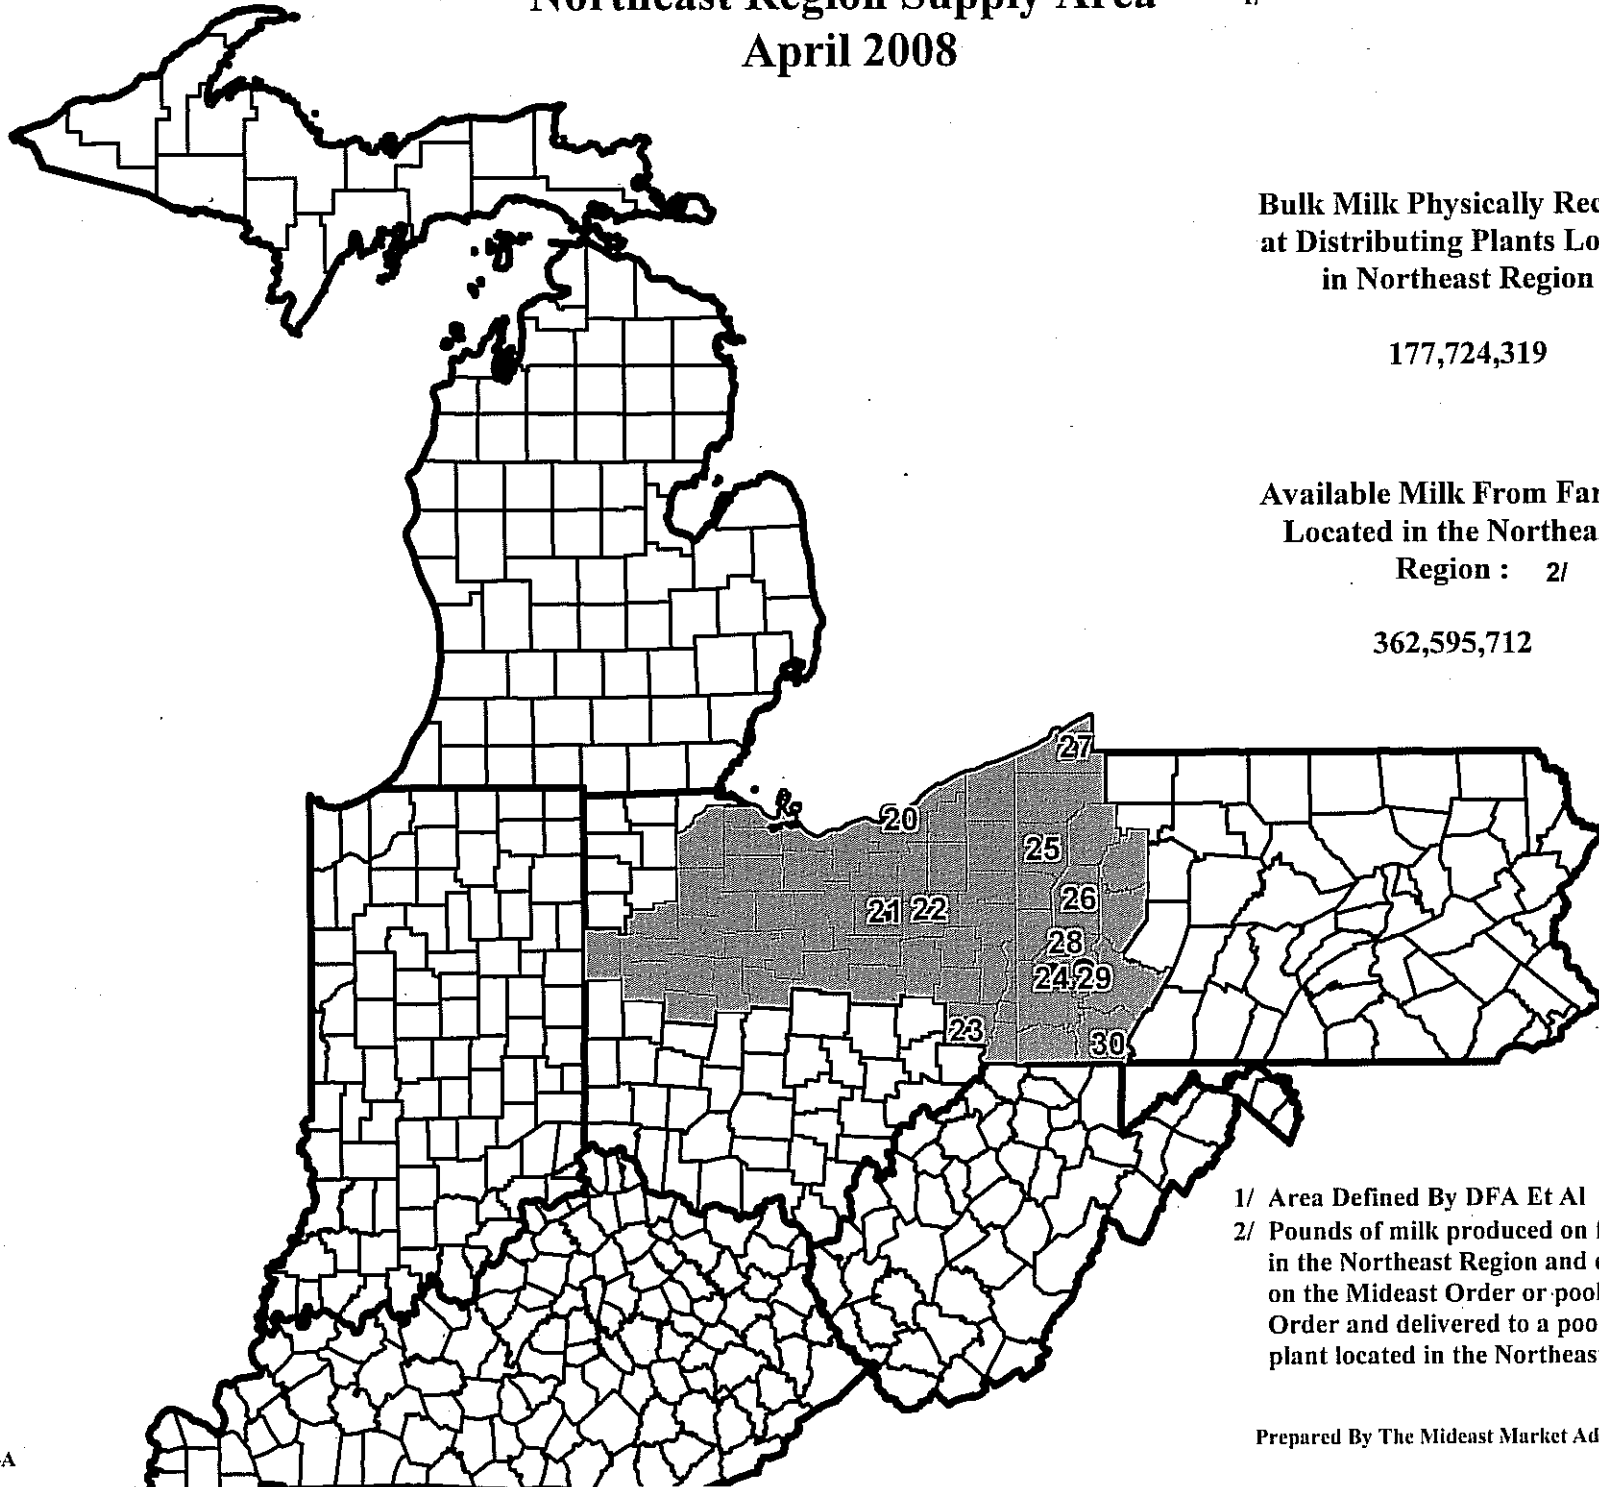 Northeast Region Supply Area 1/
April 2008
Bulk Milk Physically Rec
at Distributing Plants Lo
in Northeast Region
177,724,319
Available Milk From Far
Located in the Northea
Region : 2/
362,595,712
27
20
25
26
21 22
28
24 29
23
30
1/ Area Defined By DFA Et Al
2/ Pounds of milk produced on f
in the Northeast Region and
on the Mideast Order or pool
Order and delivered to a poo
plant located in the Northeas
Prepared By The Mideast Market Ad
A